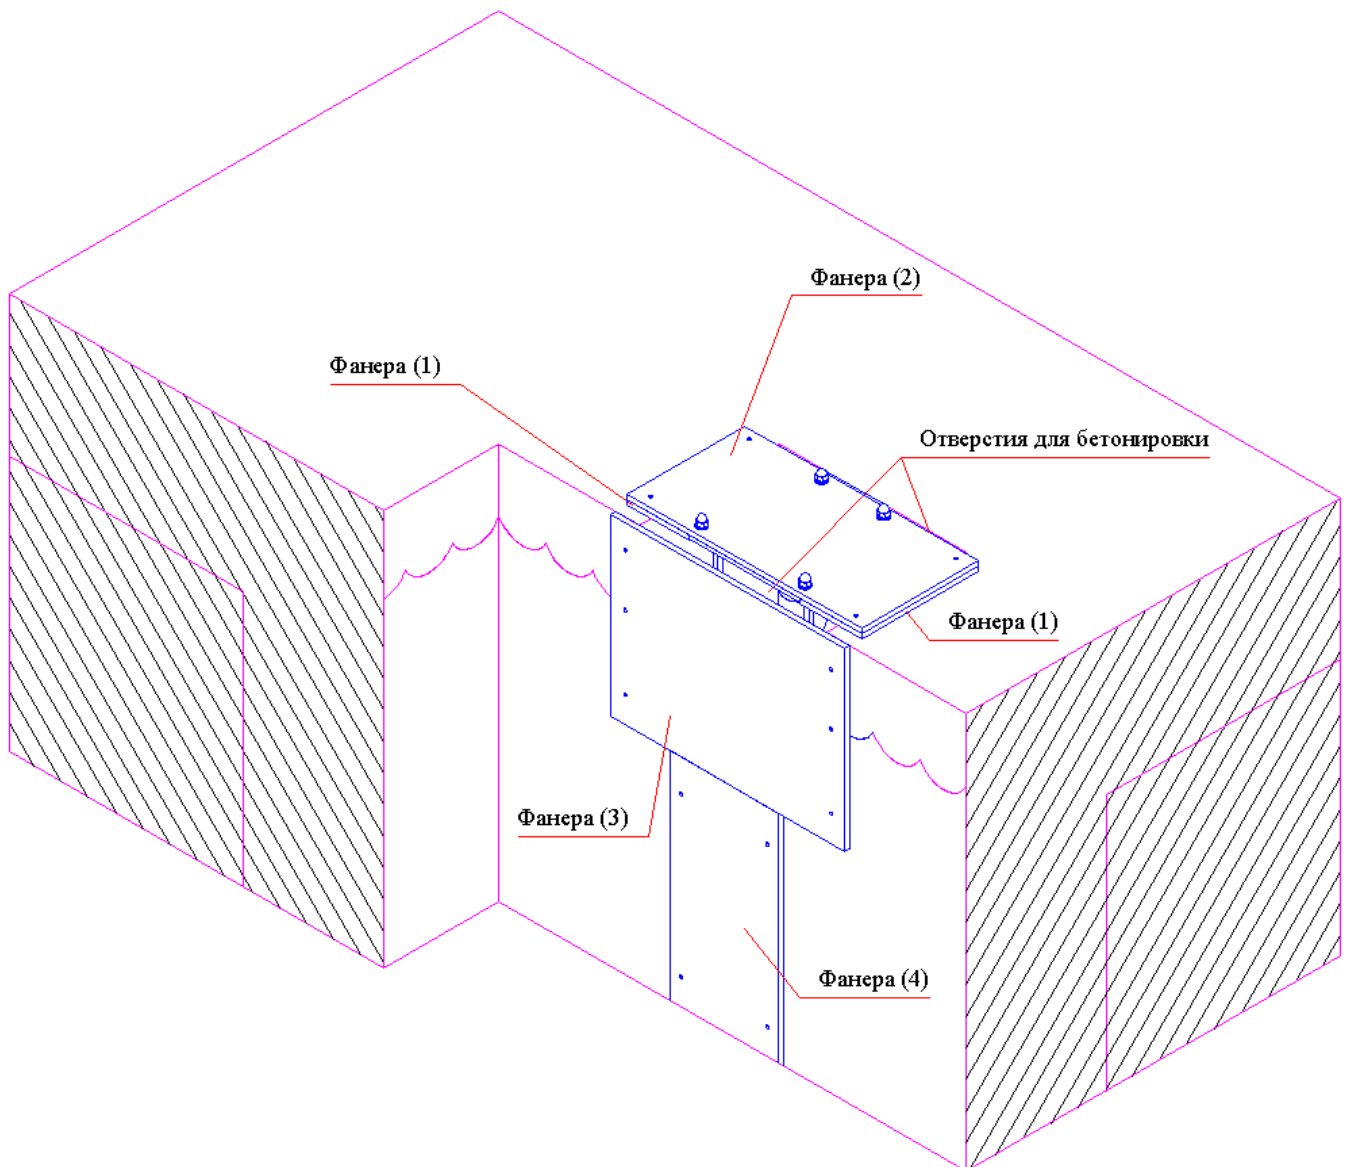 Фанера (2)
Фанера (1)
Отверстия для бетонировки
Фанера (1)
Фанера (3)
Фанера (4)